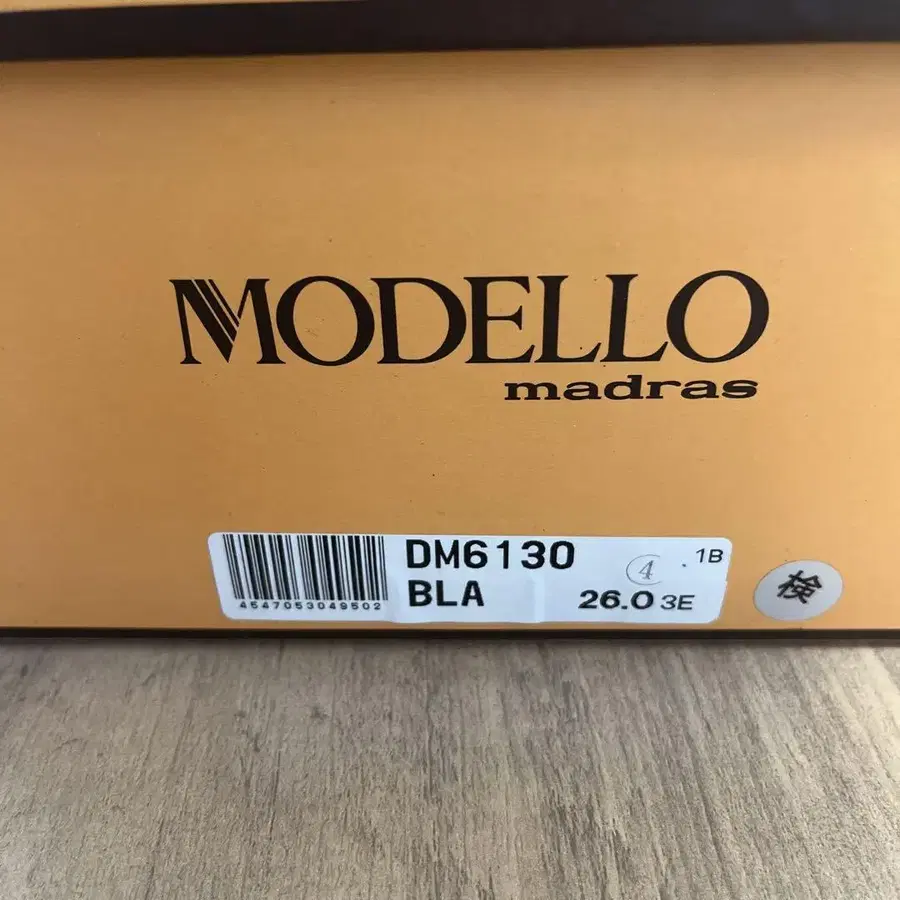 MODELLO
madras
DM6130
4
1B
4547053049502
BLA
26.0 3E
検